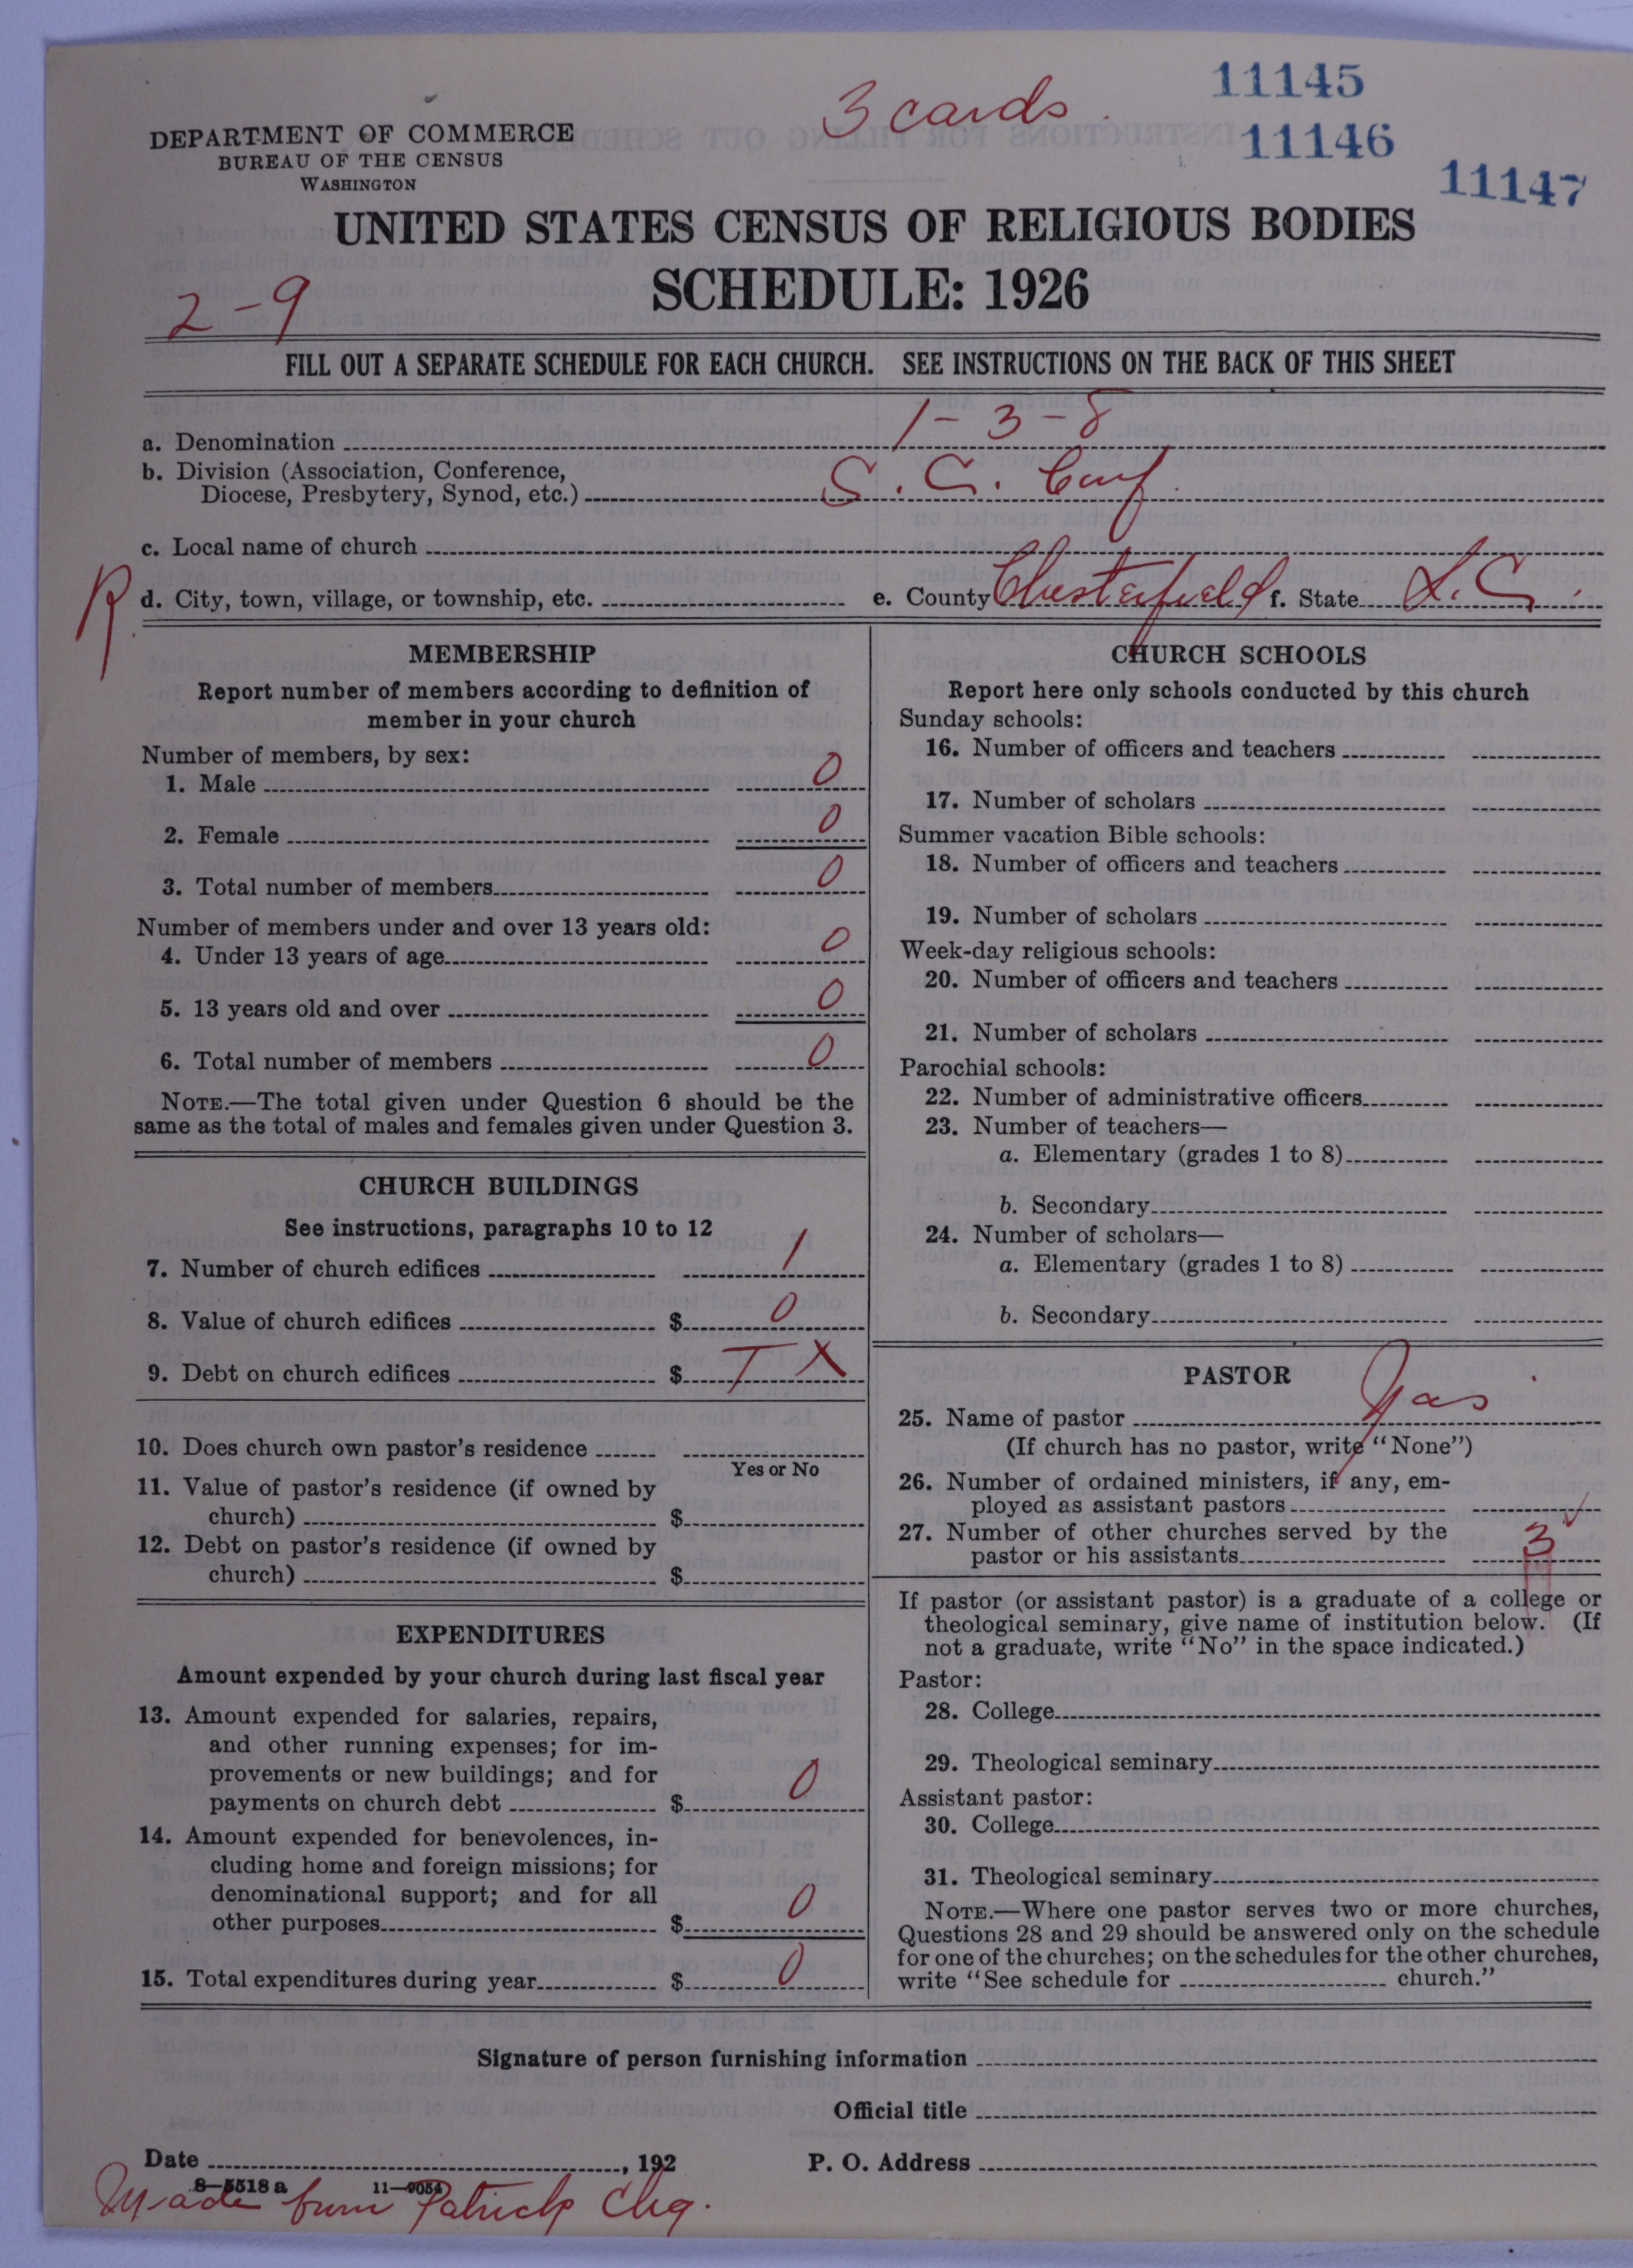 11145
3 cards.
11146
DEPARTMENT OF COMMERCE
BUREAU OF THE CENSUS
WASHINGTON
11147
UNITED STATES CENSUS OF RELIGIOUS BODIES
SCHEDULE: 1926
2-9
FILL OUT A SEPARATE SCHEDULE FOR EACH CHURCH. SEE INSTRUCTIONS ON THE BACK OF THIS SHEET
a. Denomination 1-3-8
b. Division (Association, Conference,
Diocese, Presbytery, Synod, etc.) S. C. Conf.
c. Local name of church
R
d. City, town, village, or township, etc. e. County Chesterfield f. State S.C.
MEMBERSHIP
Report number of members according to definition of
member in your church
Number of members, by sex:
1. Male 0
2. Female 0
3. Total number of members 0
Number of members under and over 13 years old:
4. Under 13 years of age 0
5. 13 years old and over 0
6. Total number of members 0
NOTE.—The total given under Question 6 should be the
same as the total of males and females given under Question 3.
CHURCH BUILDINGS
See instructions, paragraphs 10 to 12
7. Number of church edifices 1
8. Value of church edifices $ 0
9. Debt on church edifices $ T X
10. Does church own pastor's residence
Yes or No
11. Value of pastor's residence (if owned by
church) $
12. Debt on pastor's residence (if owned by
church) $
EXPENDITURES
Amount expended by your church during last fiscal year
13. Amount expended for salaries, repairs,
and other running expenses; for im-
provements or new buildings; and for
payments on church debt $ 0
14. Amount expended for benevolences, in-
cluding home and foreign missions; for
denominational support; and for all
other purposes $ 0
15. Total expenditures during year $ 0
CHURCH SCHOOLS
Report here only schools conducted by this church
Sunday schools:
16. Number of officers and teachers
17. Number of scholars
Summer vacation Bible schools:
18. Number of officers and teachers
19. Number of scholars
Week-day religious schools:
20. Number of officers and teachers
21. Number of scholars
Parochial schools:
22. Number of administrative officers
23. Number of teachers—
a. Elementary (grades 1 to 8)
b. Secondary
24. Number of scholars—
a. Elementary (grades 1 to 8)
b. Secondary
PASTOR
25. Name of pastor Yas.
(If church has no pastor, write "None")
26. Number of ordained ministers, if any, em-
ployed as assistant pastors
27. Number of other churches served by the
pastor or his assistants 3
If pastor (or assistant pastor) is a graduate of a college or
theological seminary, give name of institution below. (If
not a graduate, write "No" in the space indicated.)
Pastor:
28. College
29. Theological seminary
Assistant pastor:
30. College
31. Theological seminary
NOTE.—Where one pastor serves two or more churches,
Questions 28 and 29 should be answered only on the schedule
for one of the churches; on the schedules for the other churches,
write "See schedule for church."
Signature of person furnishing information
Official title
Date , 192 P. O. Address
8-5518 a 11-9054
Made from Patrick Chg.